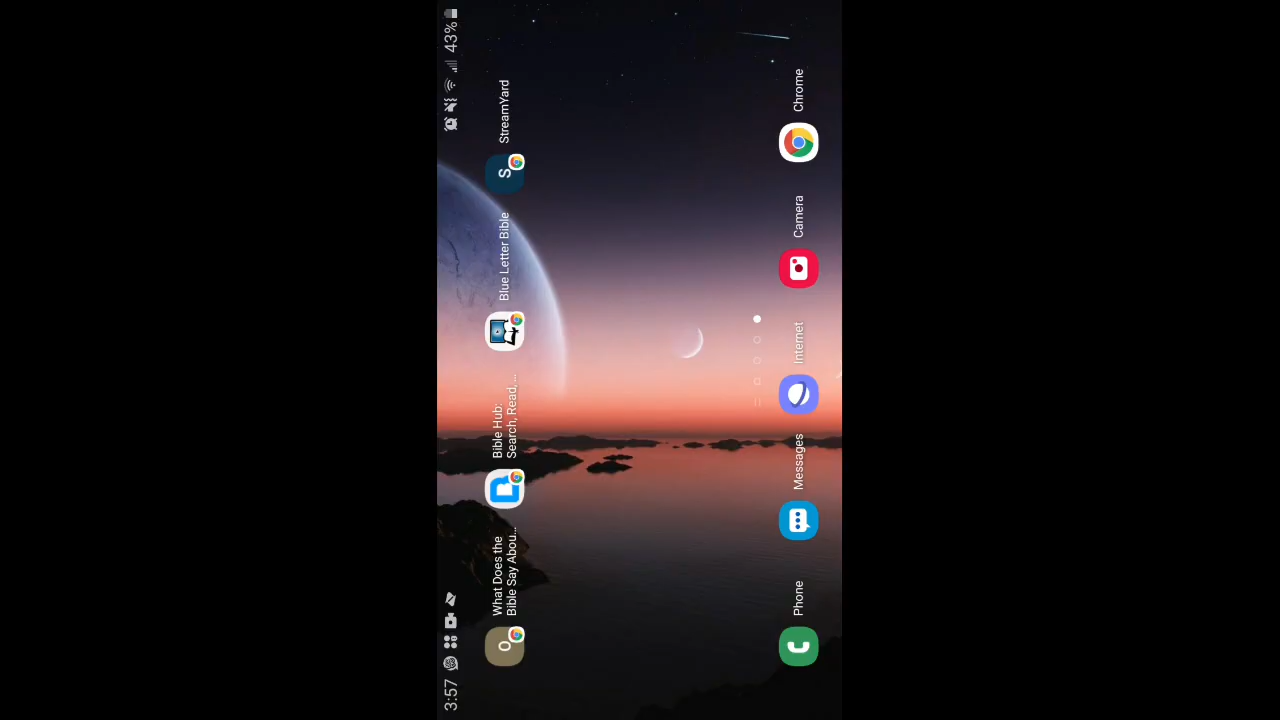 3:57
43%
What Does the
Bible Say Abou...
Bible Hub:
Search, Read, ...
Blue Letter Bible
StreamYard
Phone
Messages
Internet
Camera
Chrome